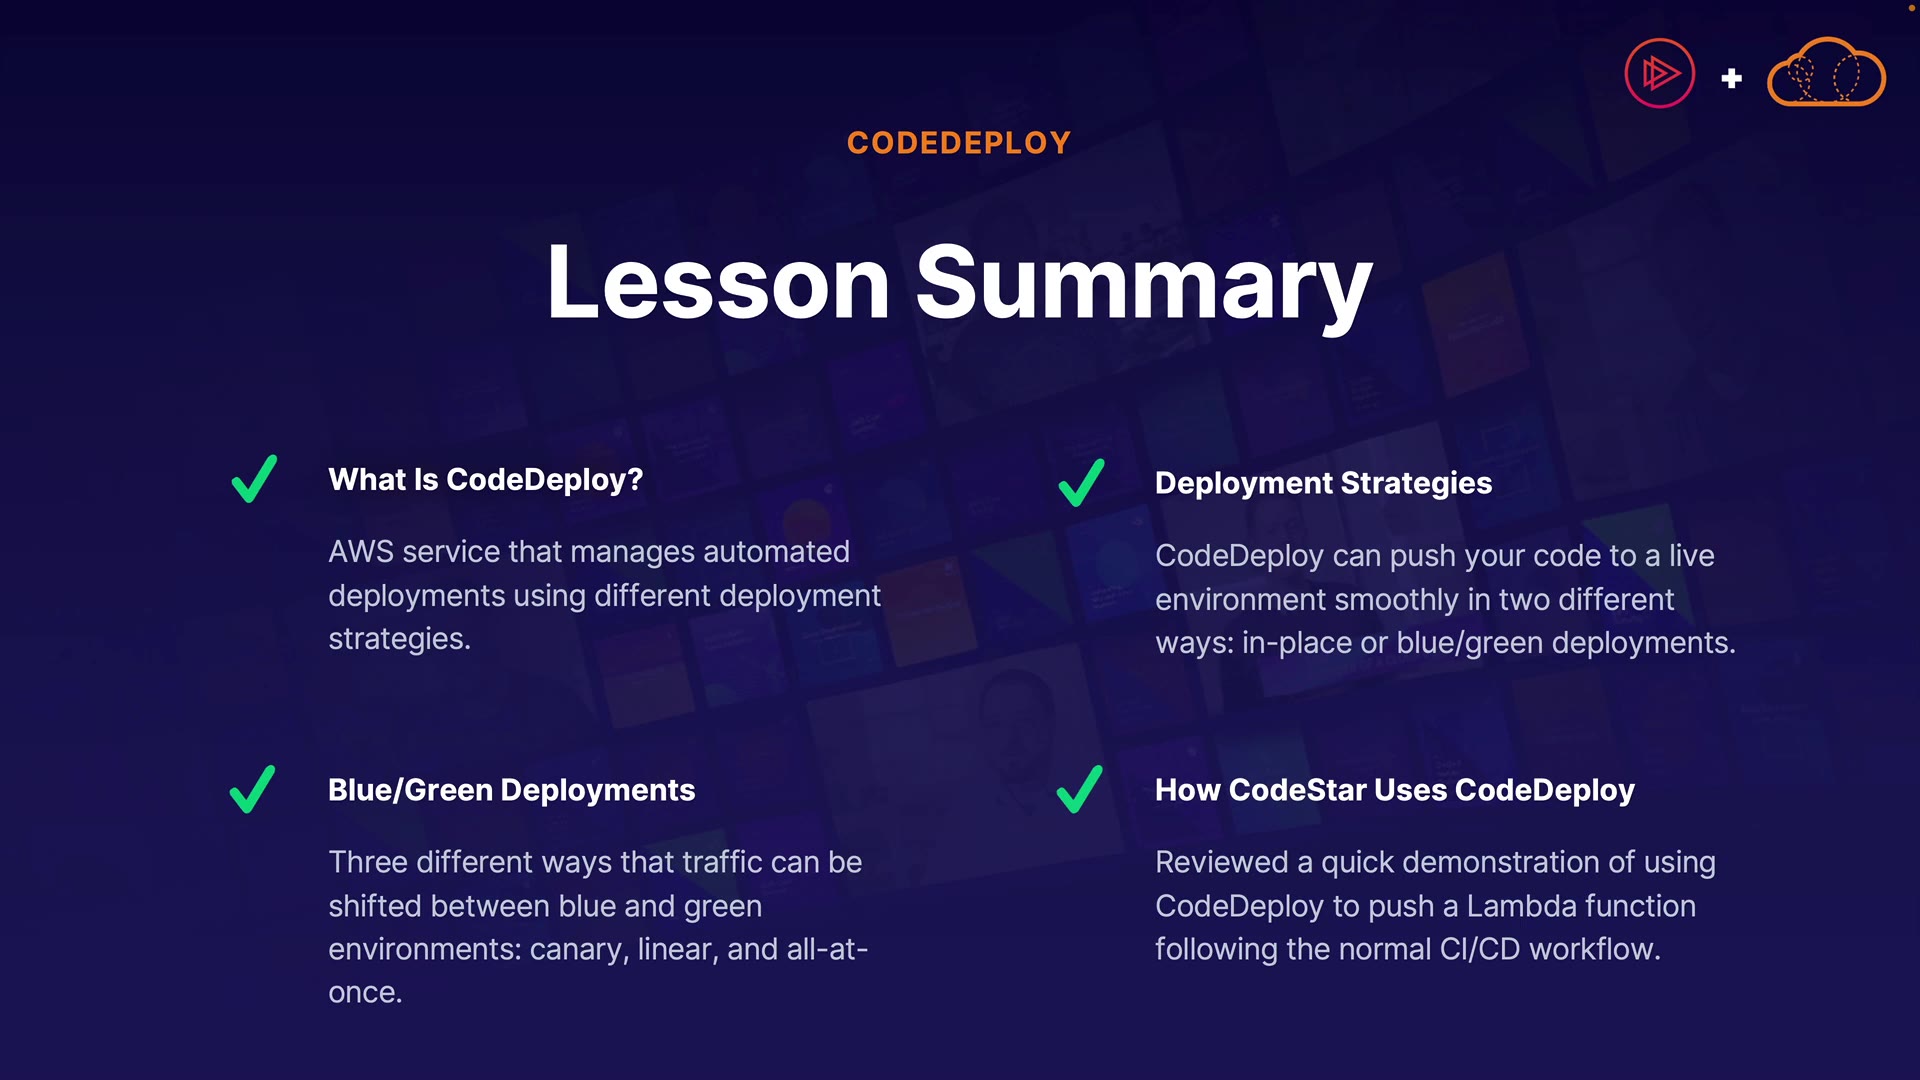 CODEDEPLOY
Lesson Summary
What Is CodeDeploy?
AWS service that manages automated
deployments using different deployment
strategies.
Deployment Strategies
CodeDeploy can push your code to a live
environment smoothly in two different
ways: in-place or blue/green deployments.
Blue/Green Deployments
Three different ways that traffic can be
shifted between blue and green
environments: canary, linear, and all-at-
once.
How CodeStar Uses CodeDeploy
Reviewed a quick demonstration of using
CodeDeploy to push a Lambda function
following the normal CI/CD workflow.